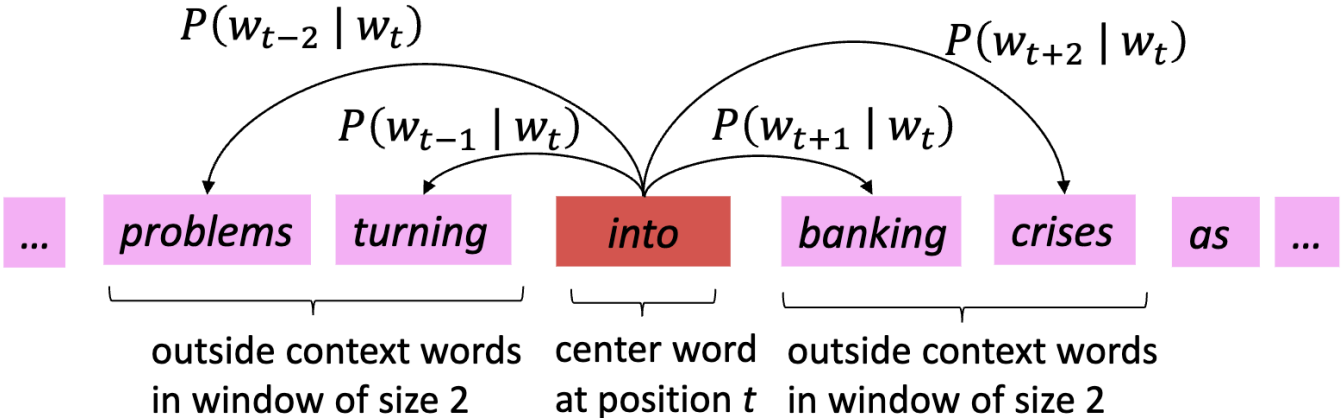 P(w_{t−2} | w_t) P(w_{t+2} | w_t)
P(w_{t−1} | w_t) P(w_{t+1} | w_t)
... problems turning into banking crises as ...
outside context words center word outside context words
in window of size 2 at position t in window of size 2